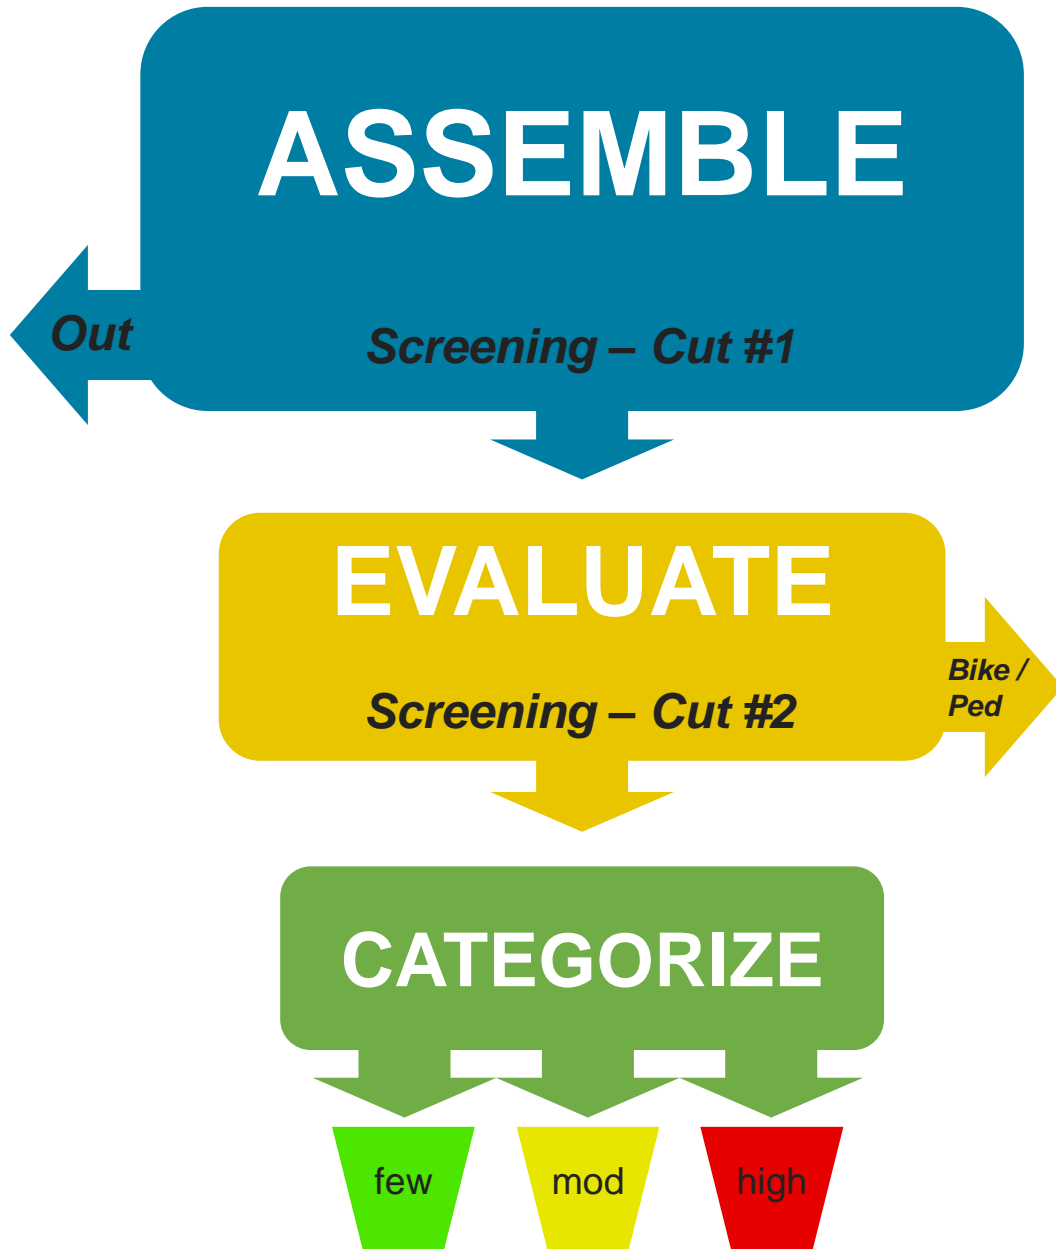 ASSEMBLE
Out
Screening – Cut #1
EVALUATE
Bike /
Ped
Screening – Cut #2
CATEGORIZE
few
mod
high